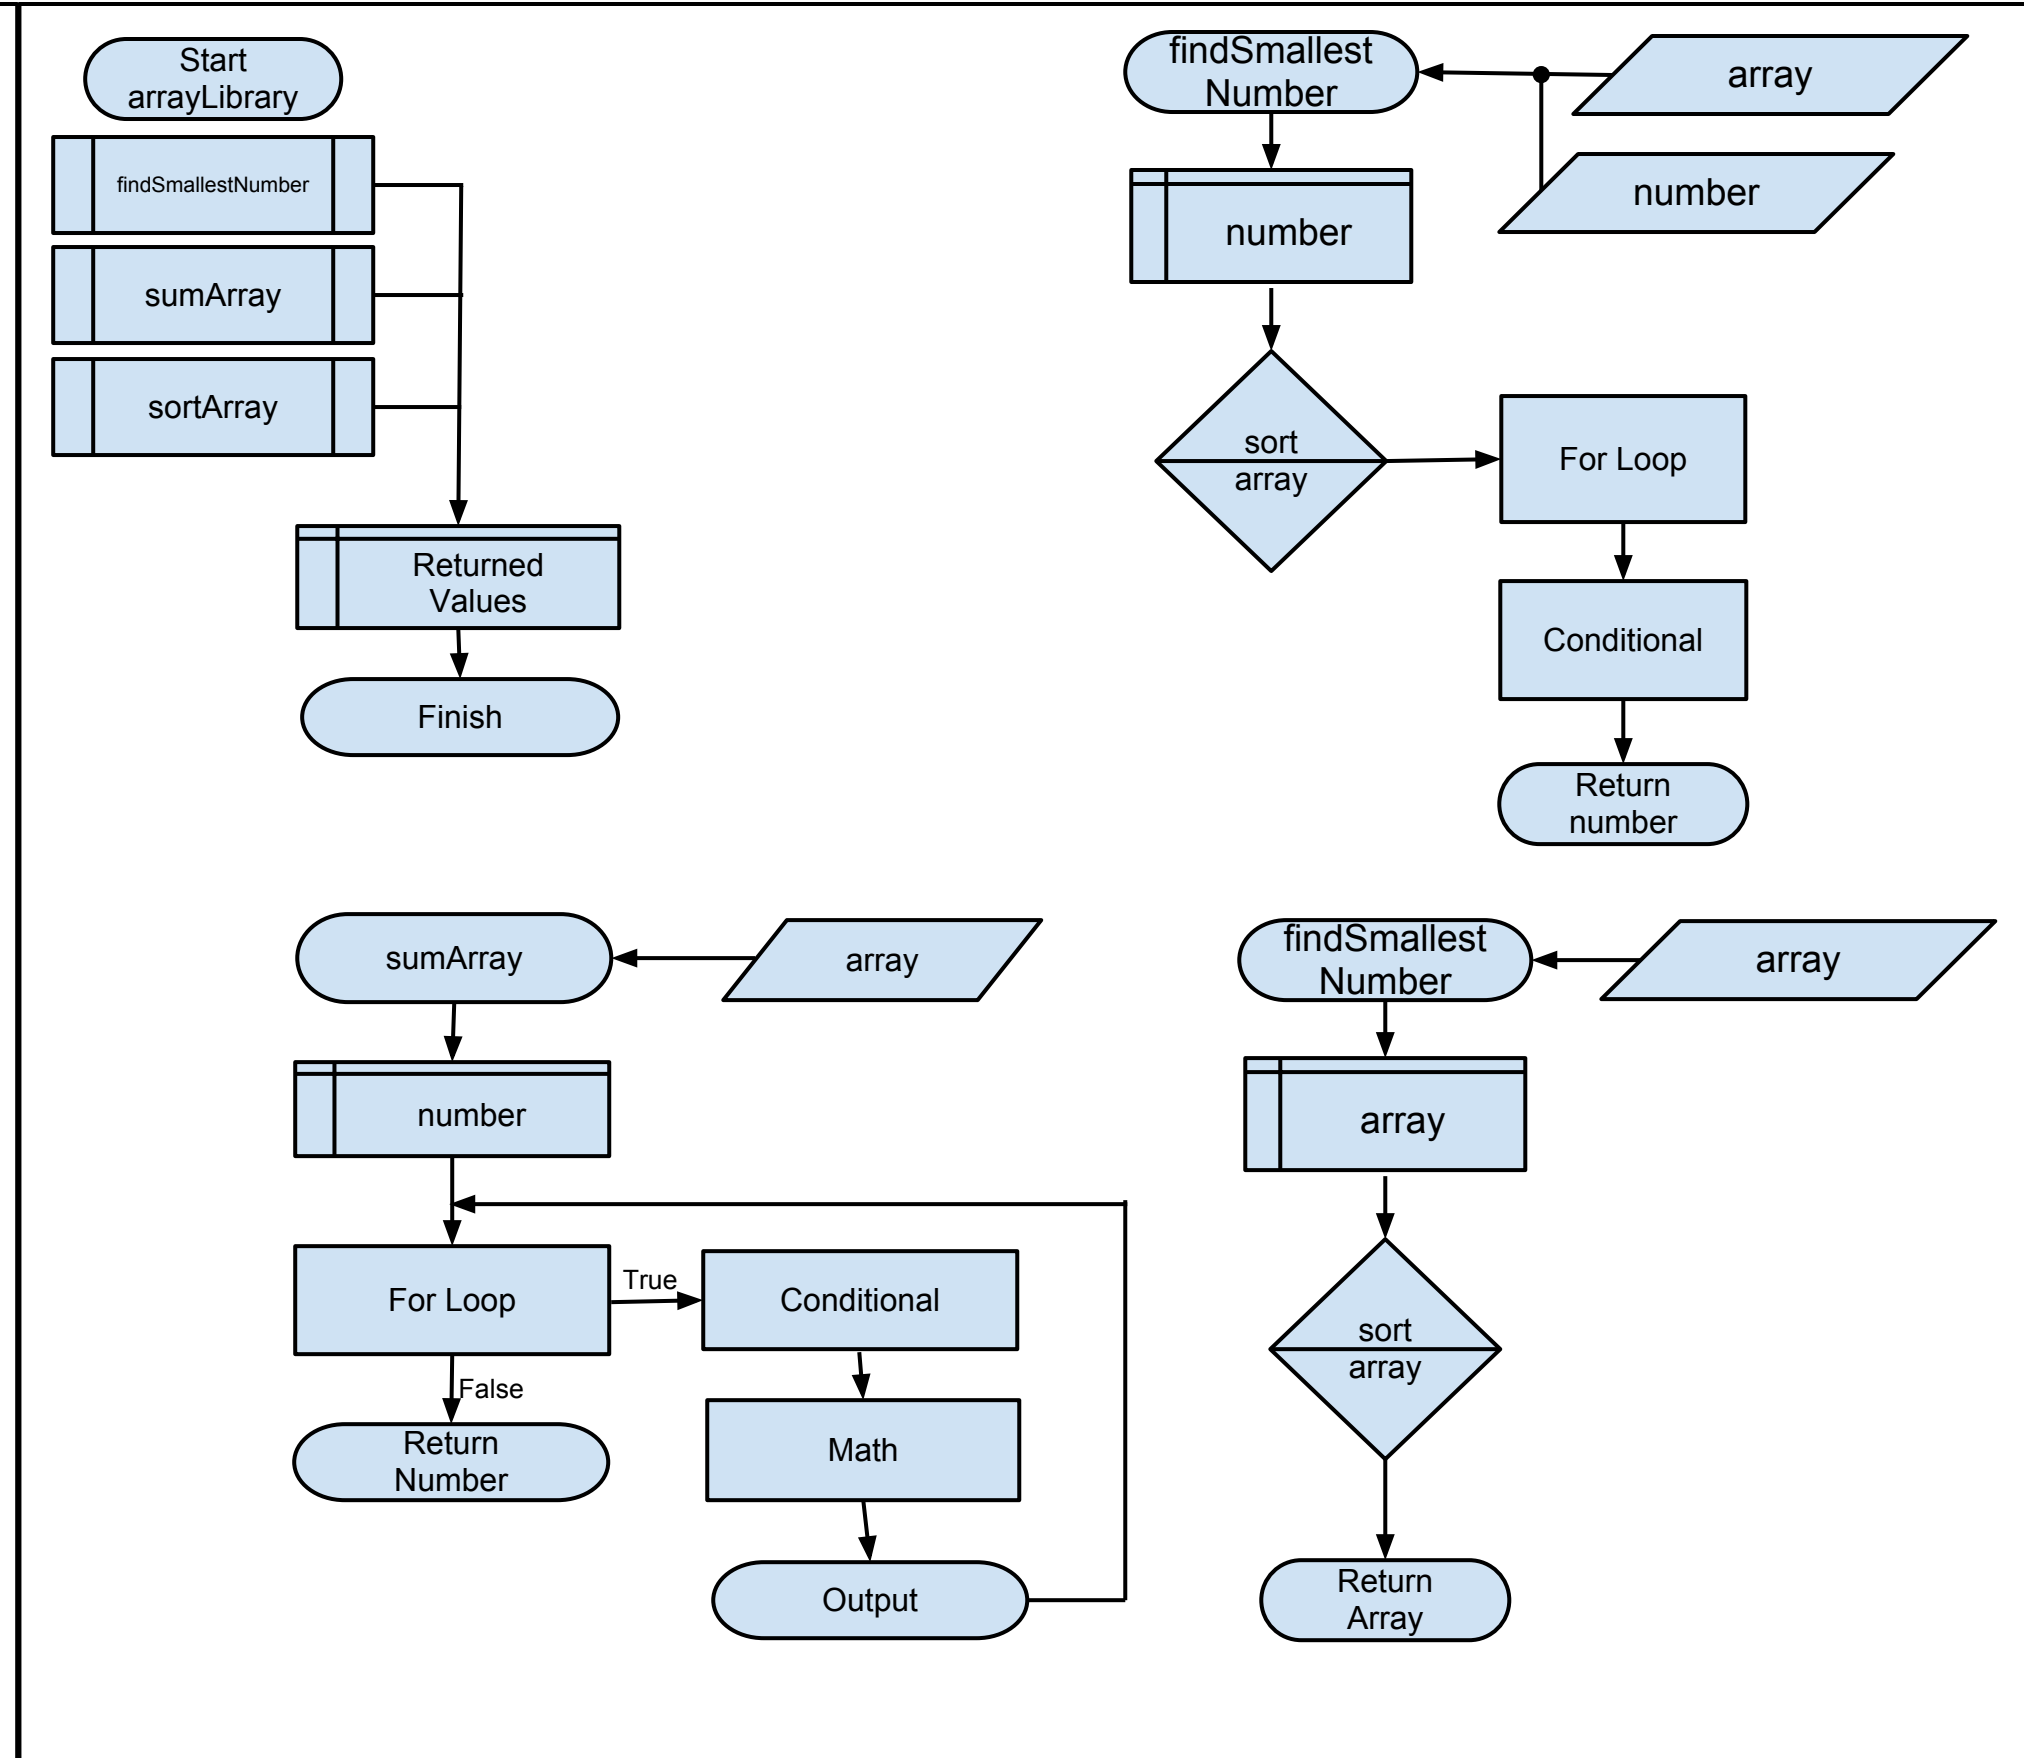 Start
arrayLibrary
findSmallestNumber
sumArray
sortArray
Returned
Values
Finish
findSmallest
Number
array
number
number
sort
array
For Loop
Conditional
Return
number
sumArray
array
number
For Loop
True
Conditional
False
Return
Number
Math
Output
findSmallest
Number
array
array
sort
array
Return
Array